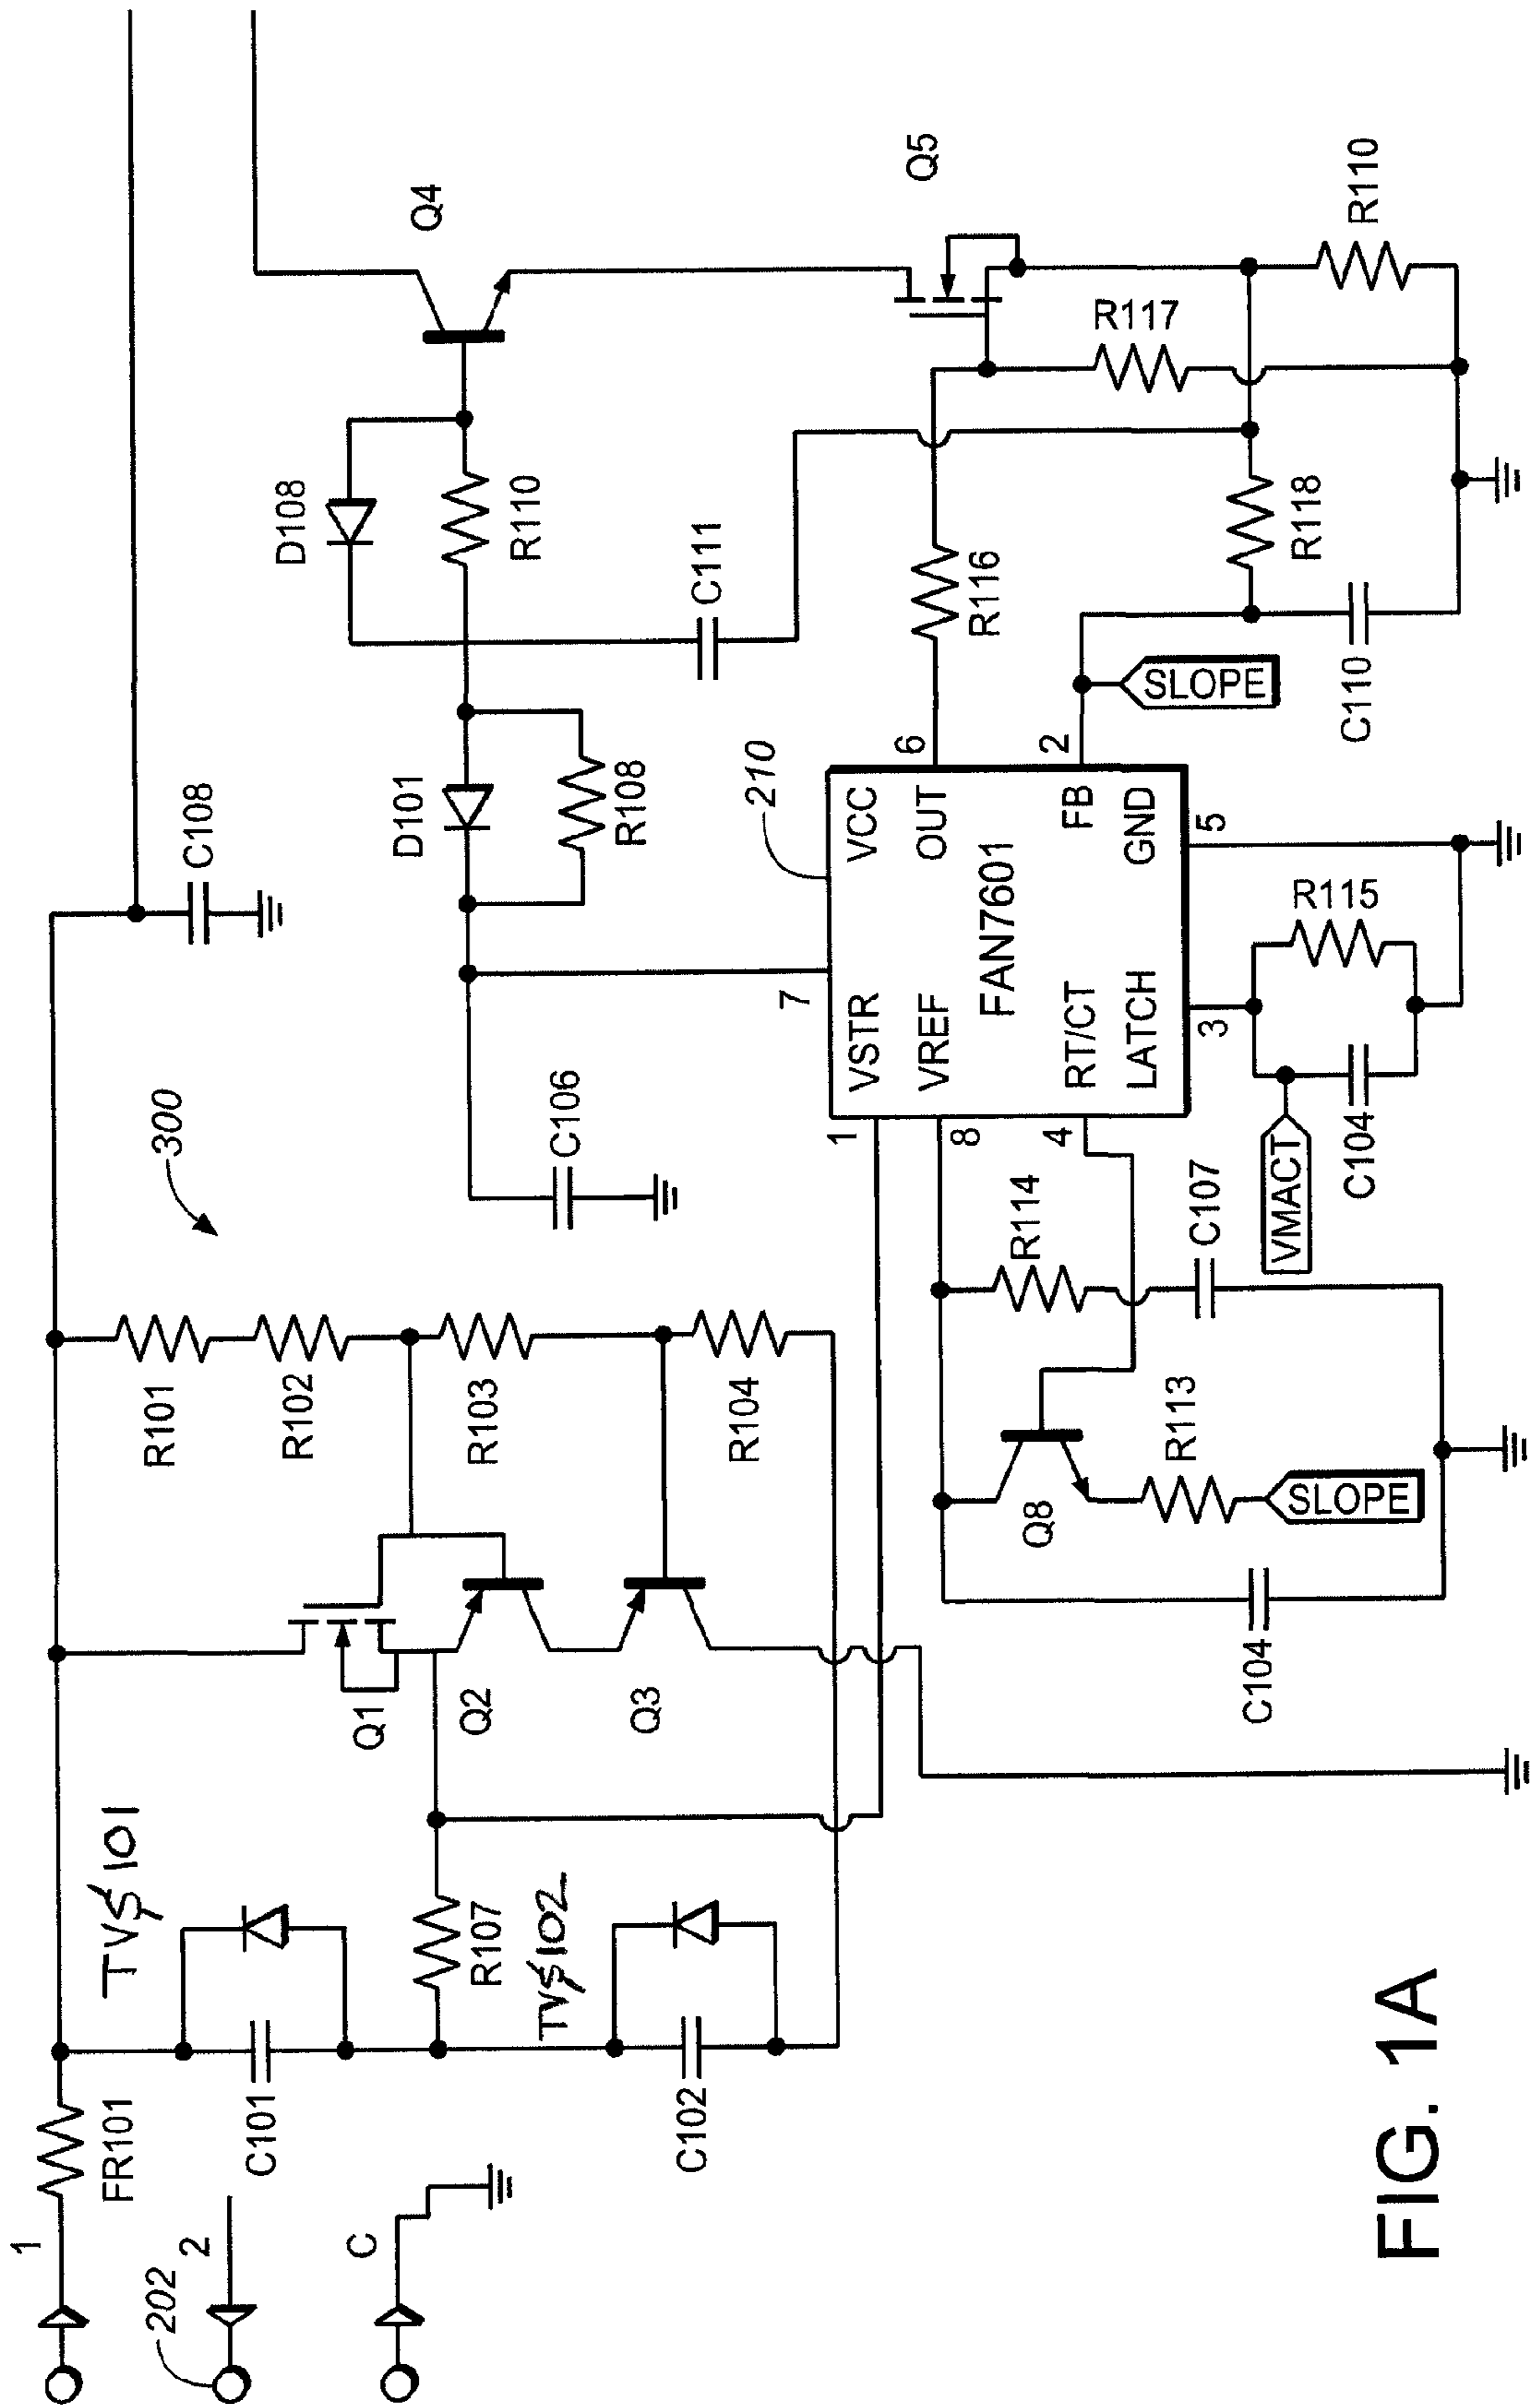 300
1
FR101
202
2
C
C101
TVS101
R107
TVS102
C102
Q1
Q2
Q3
R101
R102
R103
R104
C108
C106
D101
R108
D108
R110
C111
Q4
Q5
210
7
1
8
4
3
5
6
2
VSTR
VCC
VREF
OUT
FAN7601
RT/CT
FB
LATCH
GND
R116
R117
R118
R110
SLOPE
C110
R114
C107
Q8
R113
SLOPE
C104
VMACT
C104
R115
FIG. 1A